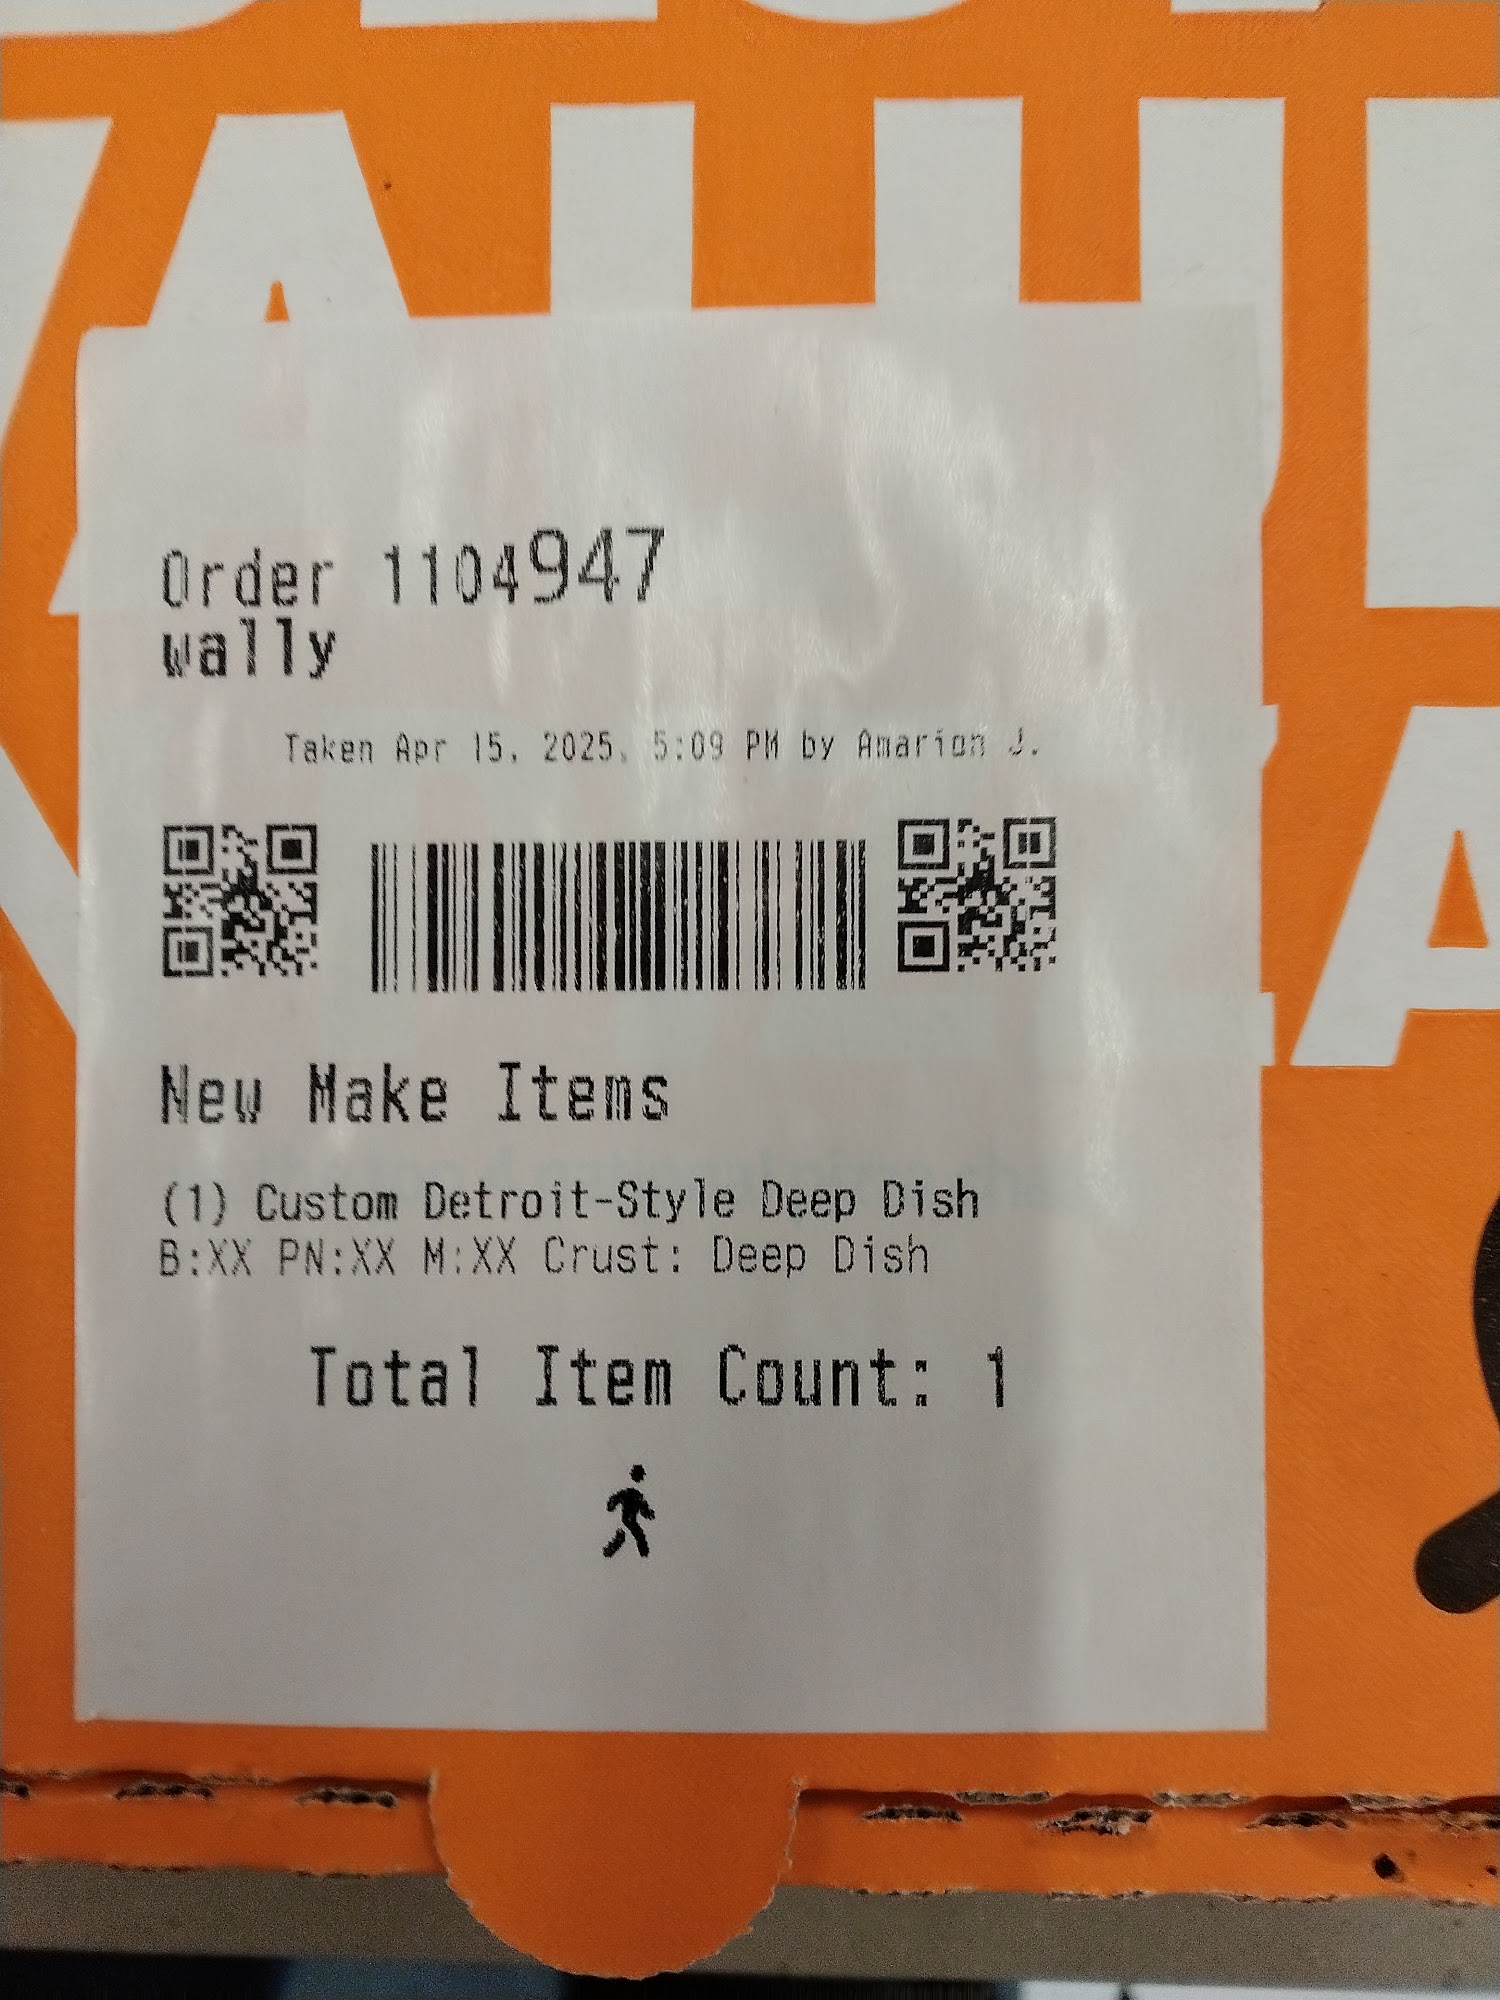 Order 1104947
wally
Taken Apr 15, 2025, 5:09 PM by Amarion J.
New Make Items
(1) Custom Detroit-Style Deep Dish
B:XX PN:XX M:XX Crust: Deep Dish
Total Item Count: 1